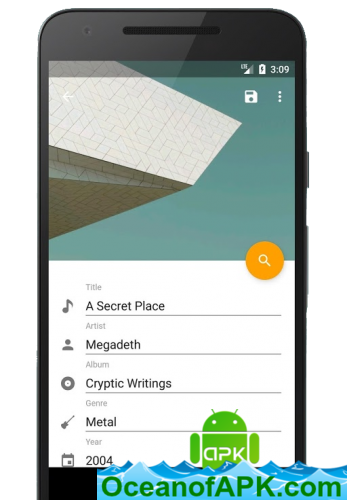 LTE 3:09
Title
A Secret Place
Artist
Megadeth
Album
Cryptic Writings
Genre
Metal
Year
2004
APK
OceanofAPK.com